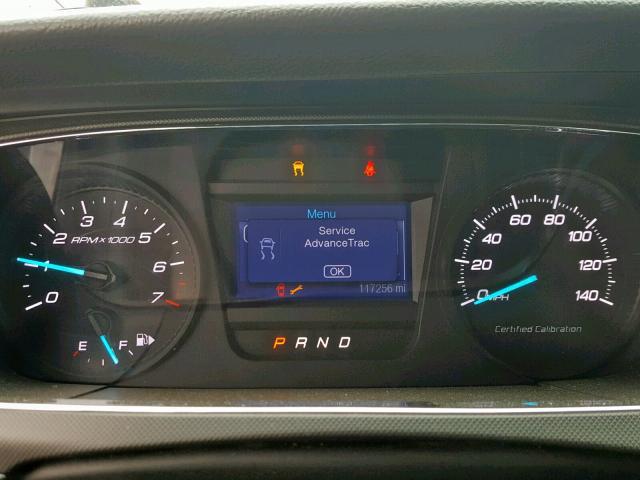 Menu
Service
AdvanceTrac
OK
117256 mi
0 1 2 3 4 5 6 7
RPM x 1000
E F
P R N D
0 20 40 60 80 100 120 140
MPH
Certified Calibration